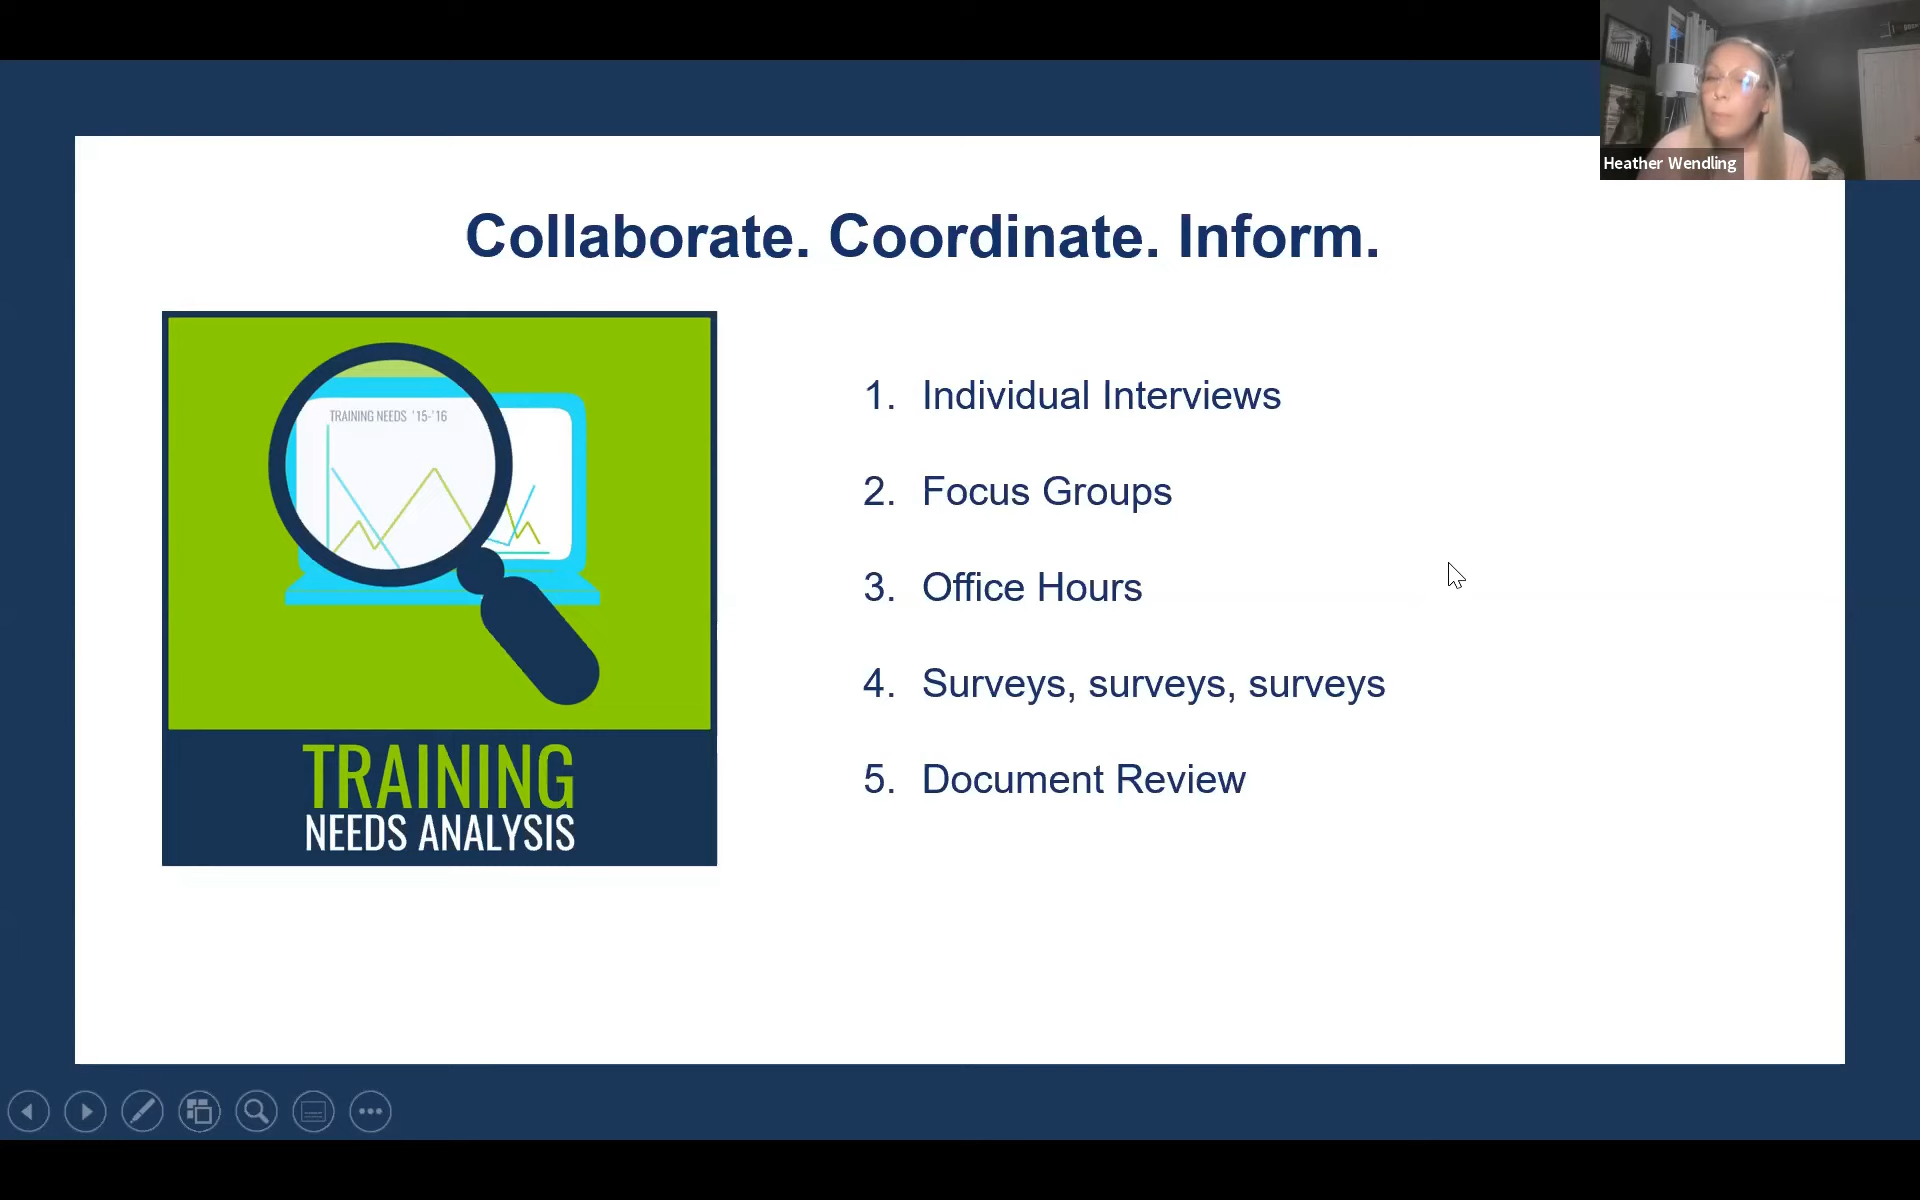 Heather Wendling
Collaborate. Coordinate. Inform.
TRAINING NEEDS '15-'16
TRAINING
NEEDS ANALYSIS
1. Individual Interviews
2. Focus Groups
3. Office Hours
4. Surveys, surveys, surveys
5. Document Review